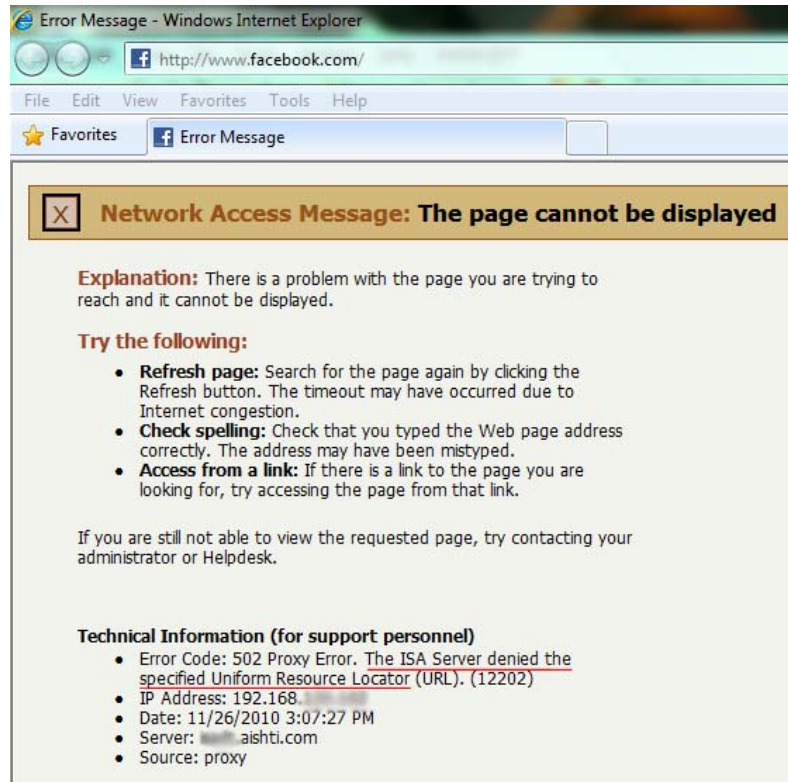 Error Message - Windows Internet Explorer
http://www.facebook.com/
File Edit View Favorites Tools Help
Favorites Error Message
X Network Access Message: The page cannot be displayed
Explanation: There is a problem with the page you are trying to
reach and it cannot be displayed.
Try the following:
• Refresh page: Search for the page again by clicking the
Refresh button. The timeout may have occurred due to
Internet congestion.
• Check spelling: Check that you typed the Web page address
correctly. The address may have been mistyped.
• Access from a link: If there is a link to the page you are
looking for, try accessing the page from that link.
If you are still not able to view the requested page, try contacting your
administrator or Helpdesk.
Technical Information (for support personnel)
• Error Code: 502 Proxy Error. The ISA Server denied the
specified Uniform Resource Locator (URL). (12202)
• IP Address: 192.168.
• Date: 11/26/2010 3:07:27 PM
• Server: .aishti.com
• Source: proxy